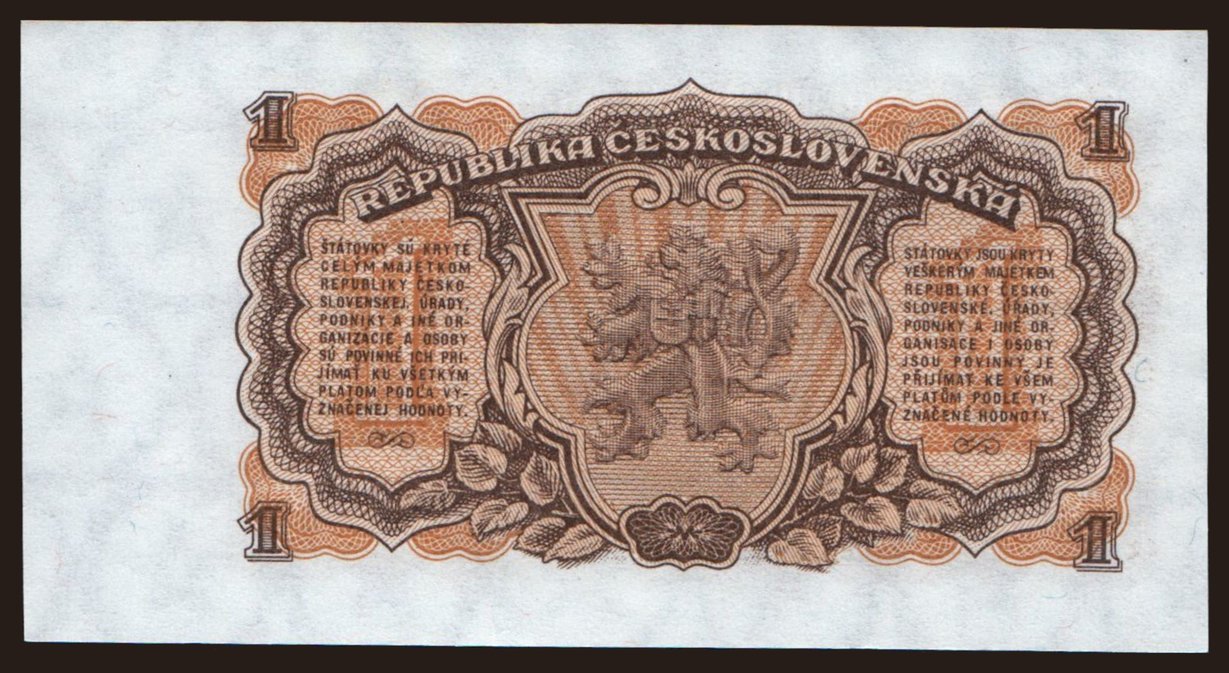 1
1
REPUBLIKA ČESKOSLOVENSKÁ
ŠTÁTOVKY SÚ KRYTÉ
CELÝM MAJETKOM
REPUBLIKY ČESKO-
SLOVENSKEJ. ÚRADY,
PODNIKY A INÉ OR-
GANIZÁCIE A OSOBY
SÚ POVINNÉ ICH PRI-
JÍMAŤ KU VŠETKÝM
PLATOM PODĽA VY-
ZNAČENEJ HODNOTY.
STÁTOVKY JSOU KRYTY
VEŠKERÝM MAJETKEM
REPUBLIKY ČESKO-
SLOVENSKÉ. ÚŘADY,
PODNIKY A JINÉ OR-
GANISACE I OSOBY
JSOU POVINNY JE
PŘIJÍMAT KE VŠEM
PLATŮM PODLE VY-
ZNAČENÉ HODNOTY.
1
1
1
1